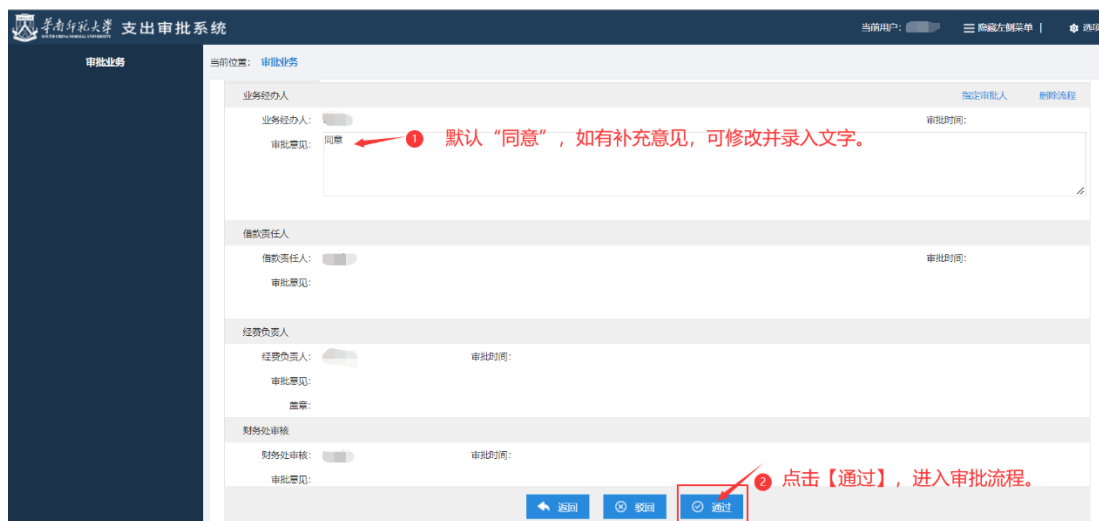 华南师范大学 支出审批系统
SOUTH CHINA NORMAL UNIVERSITY
当前用户:
隐藏左侧菜单 |
选项
审批业务
当前位置: 审批业务
业务经办人
指定审批人 删除流程
业务经办人: 审批时间:
审批意见: 同意
1 默认“同意”，如有补充意见，可修改并录入文字。
借款责任人
借款责任人: 审批时间:
审批意见:
经费负责人
经费负责人: 审批时间:
审批意见:
盖章:
财务处审核
财务处审核: 审批时间:
审批意见:
2 点击【通过】，进入审批流程。
返回 驳回 通过